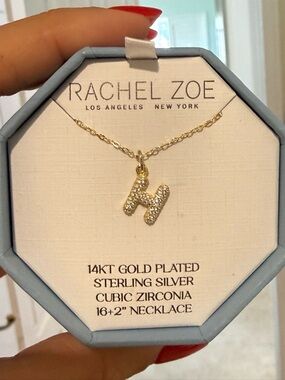 RACHEL ZOE
LOS ANGELES NEW YORK
H
14KT GOLD PLATED
STERLING SILVER
CUBIC ZIRCONIA
16+2" NECKLACE